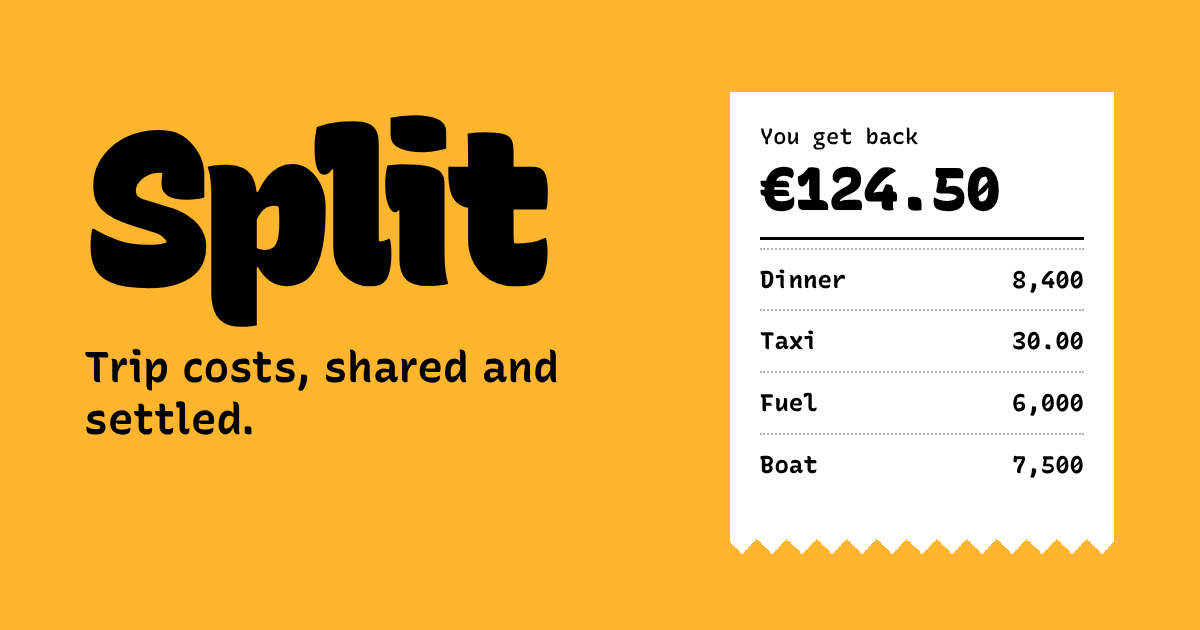 Split
Trip costs, shared and
settled.
You get back
€124.50
Dinner 8,400
Taxi 30.00
Fuel 6,000
Boat 7,500